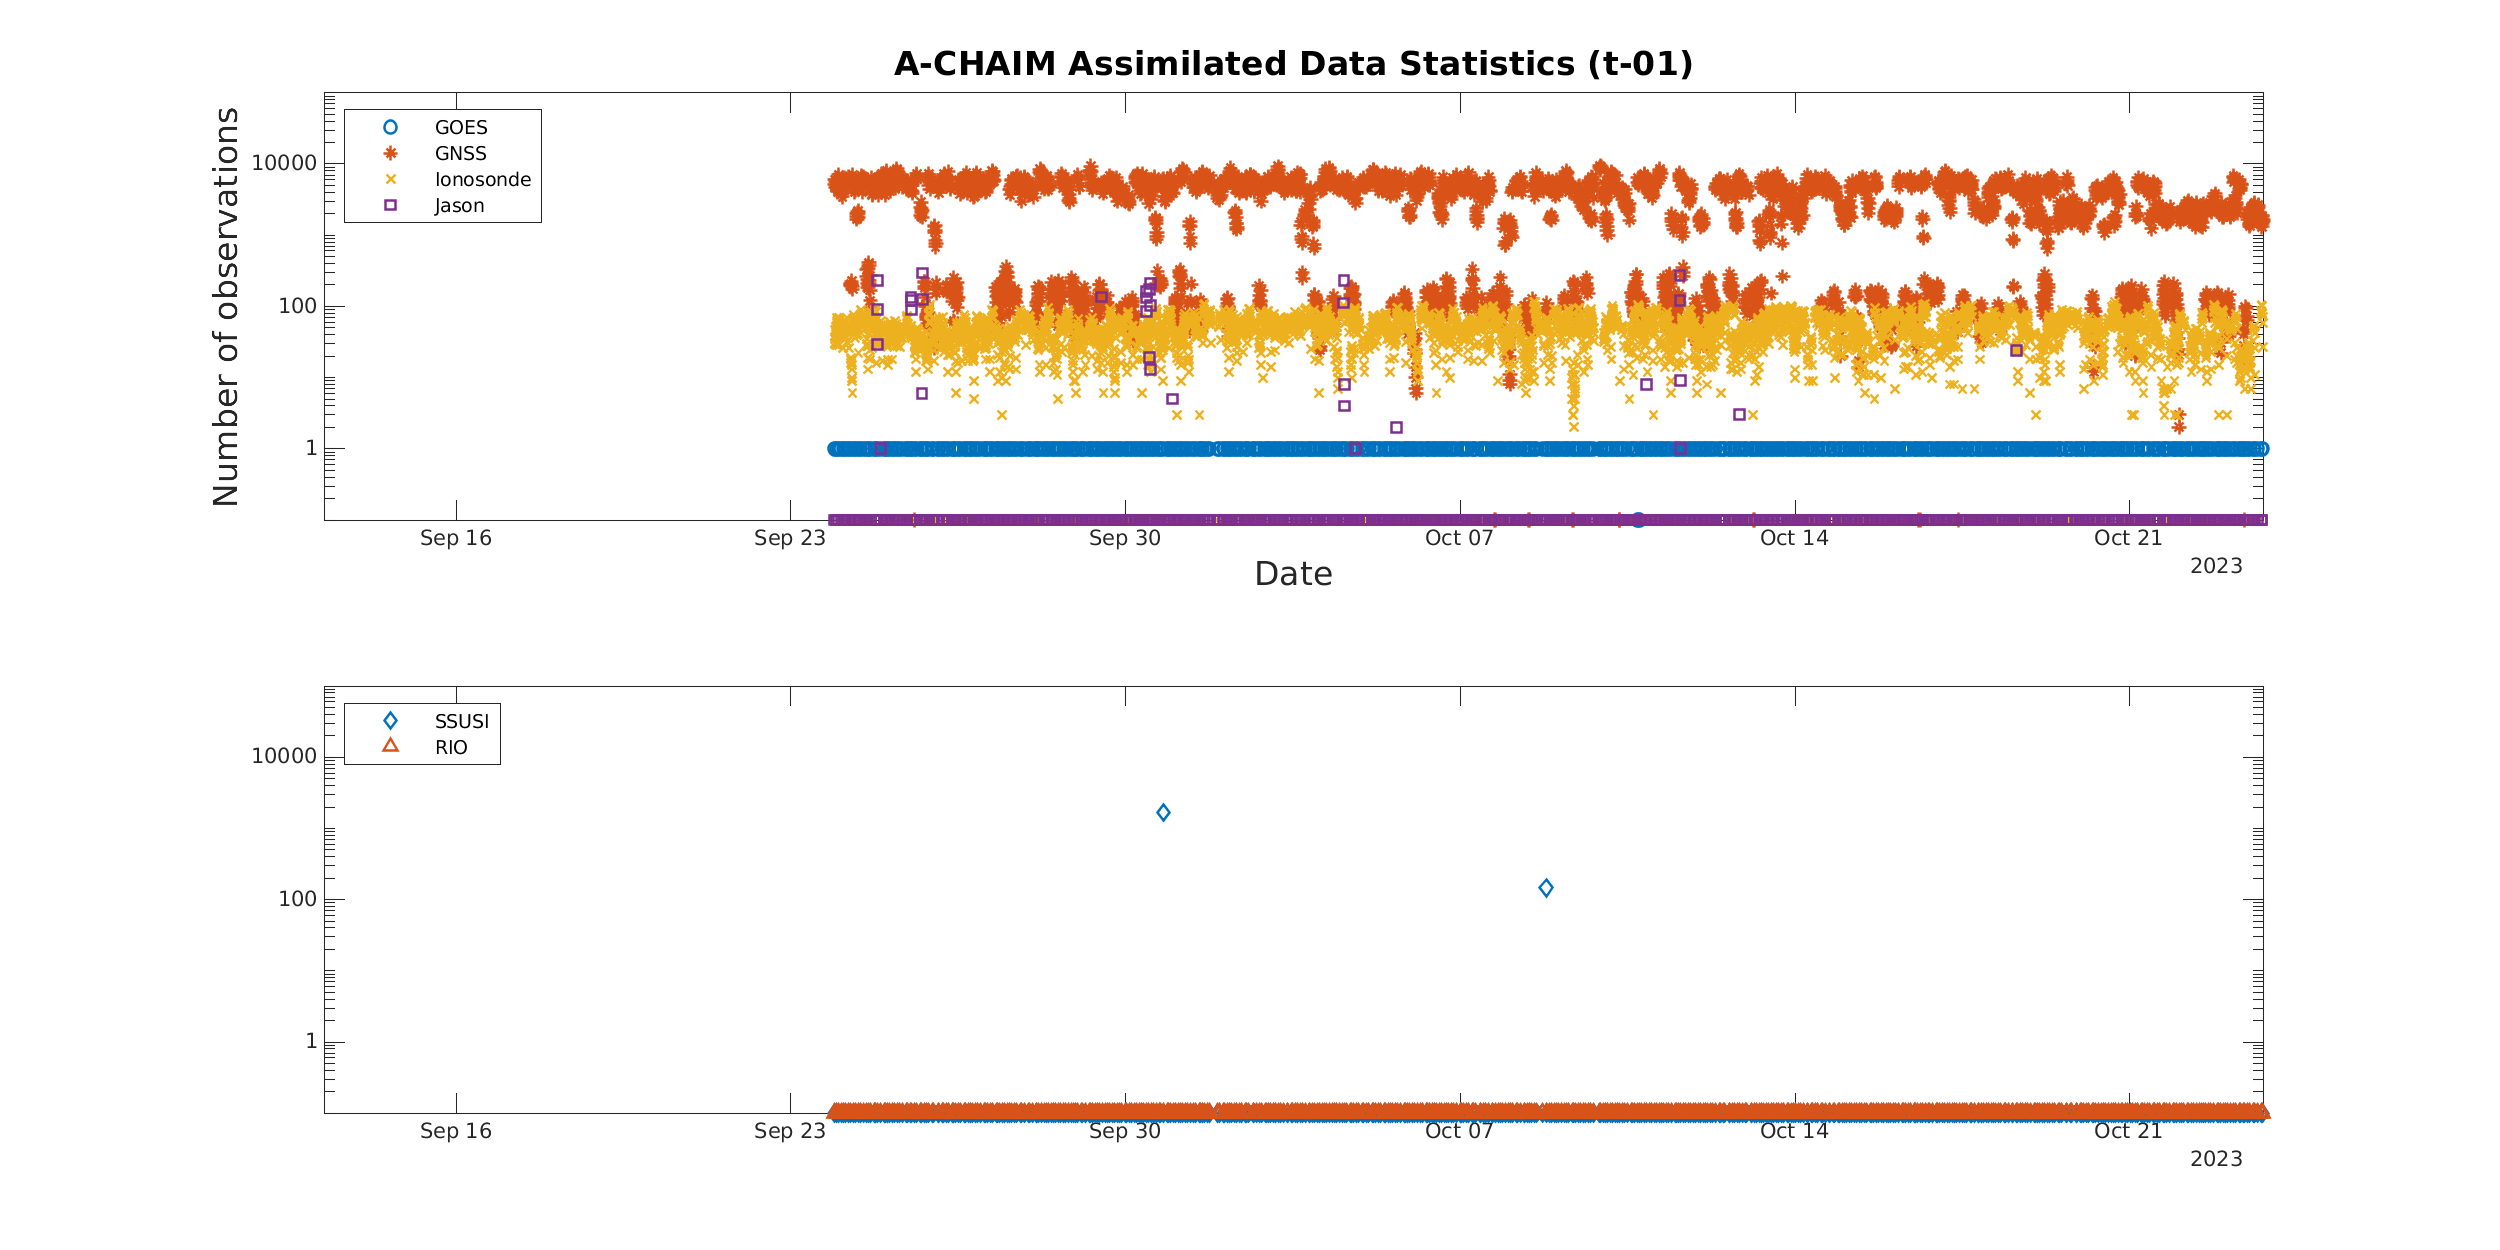 A-CHAIM Assimilated Data Statistics (t-01)
Number of observations
GOES
GNSS
Ionosonde
Jason
10000
100
1
Sep 16 Sep 23 Sep 30 Oct 07 Oct 14 Oct 21
2023
Date
SSUSI
RIO
10000
100
1
Sep 16 Sep 23 Sep 30 Oct 07 Oct 14 Oct 21
2023